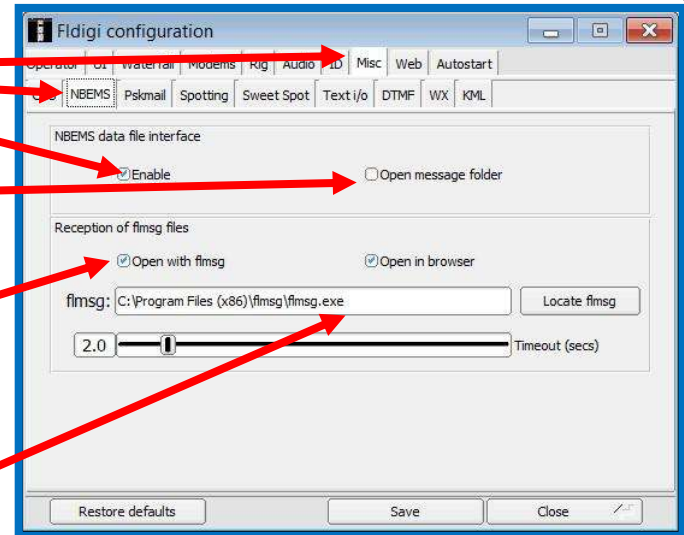 Fldigi configuration
Operator UI Waterfall Modems Rig Audio ID Misc Web Autostart
NBEMS Pskmail Spotting Sweet Spot Text i/o DTMF WX KML
NBEMS data file interface
Enable Open message folder
Reception of flmsg files
Open with flmsg Open in browser
flmsg: C:\Program Files (x86)\flmsg\flmsg.exe Locate flmsg
2.0 Timeout (secs)
Restore defaults Save Close